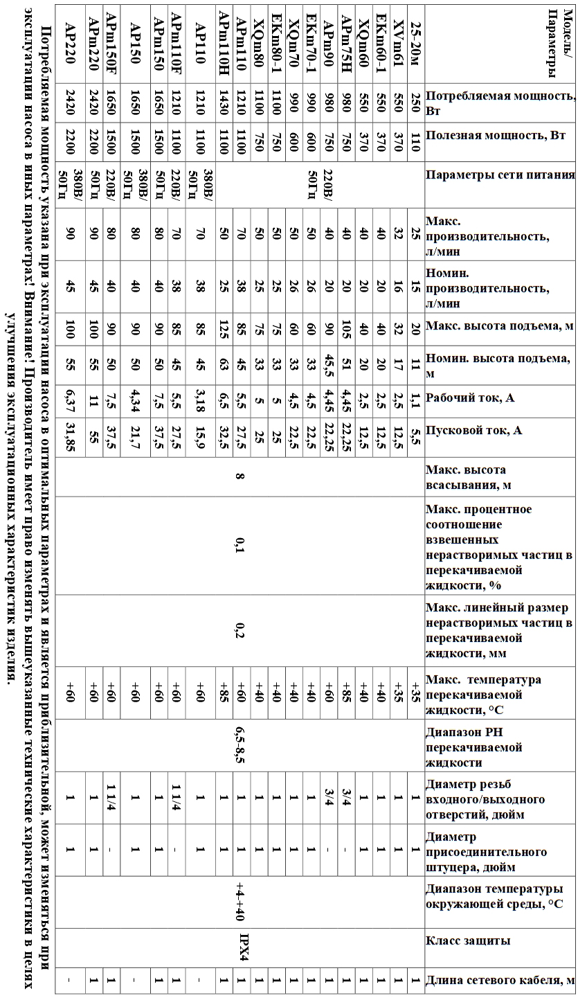 Модель/
Параметры
Потребляемая мощность,
Вт
Полезная мощность, Вт
Параметры сети питания
Макс.
производительность,
л/мин
Номин.
производительность,
л/мин
Макс. высота подъема, м
Номин. высота подъема,
м
Рабочий ток, А
Пусковой ток, А
Макс. высота
всасывания, м
Макс. процентное
соотношение
взвешенных
нерастворимых частиц в
перекачиваемой
жидкости, %
Макс. линейный размер
нерастворимых частиц в
перекачиваемой
жидкости, мм
Макс. температура
перекачиваемой
жидкости, °С
Диапазон РН
перекачиваемой
жидкости
Диаметр резьб
входного/выходного
отверстий, дюйм
Диаметр
присоединительного
штуцера, дюйм
Диапазон температуры
окружающей среды, °С
Класс защиты
Длина сетевого кабеля, м
25-20м 250 110 25 15 20 11 1,1 5,5 +35 1 1 1
XVm61 550 370 32 16 32 17 2,5 12,5 +35 1 1 1
EKm60-1 550 370 40 20 40 20 2,5 12,5 +40 1 1 1
XQm60 550 370 40 20 40 20 2,5 12,5 +40 1 1 1
APm75H 980 750 40 20 105 51 4,45 22,25 +85 3/4 - 1
APm90 980 750 220В/ 40 20 90 45,5 4,45 22,25 +60 3/4 - 1
EKm70-1 990 600 50Гц 50 26 60 33 4,5 22,5 +40 1 1 1
XQm70 990 600 50 26 60 33 4,5 22,5 +40 1 1 1
EKm80-1 1100 750 50 25 75 33 5 25 +40 1 1 1
XQm80 1100 750 50 25 75 33 5 25 +40 1 1 1
APm110 1210 1100 70 38 85 45 5,5 27,5 8 0,1 0,2 +60 6,5-8,5 1 1 +4-+40 IPX4 1
APm110H 1430 1100 50 25 125 63 6,5 32,5 +85 1 1 1
AP110 1210 1100 380В/ 50Гц 70 38 85 45 3,18 15,9 +60 1 1 -
APm110F 1210 1100 220В/ 70 38 85 45 5,5 27,5 +60 1 1/4 - 1
APm150 1650 1500 50Гц 80 40 90 50 7,5 37,5 +60 1 1 1
AP150 1650 1500 380В/ 50Гц 80 40 90 50 4,34 21,7 +60 1 1 -
APm150F 1650 1500 220В/ 80 40 90 50 7,5 37,5 +60 1 1/4 - 1
APm220 2420 2200 50Гц 90 45 100 55 11 55 +60 1 1 1
AP220 2420 2200 380В/ 50Гц 90 45 100 55 6,37 31,85 +60 1 1 -
Потребляемая мощность указана при эксплуатации насоса в оптимальных параметрах и является приблизительной, может изменяться при
эксплуатации насоса в иных параметрах! Внимание! Производитель имеет право изменять вышеуказанные технические характеристики в целях
улучшения эксплуатационных характеристик изделия.